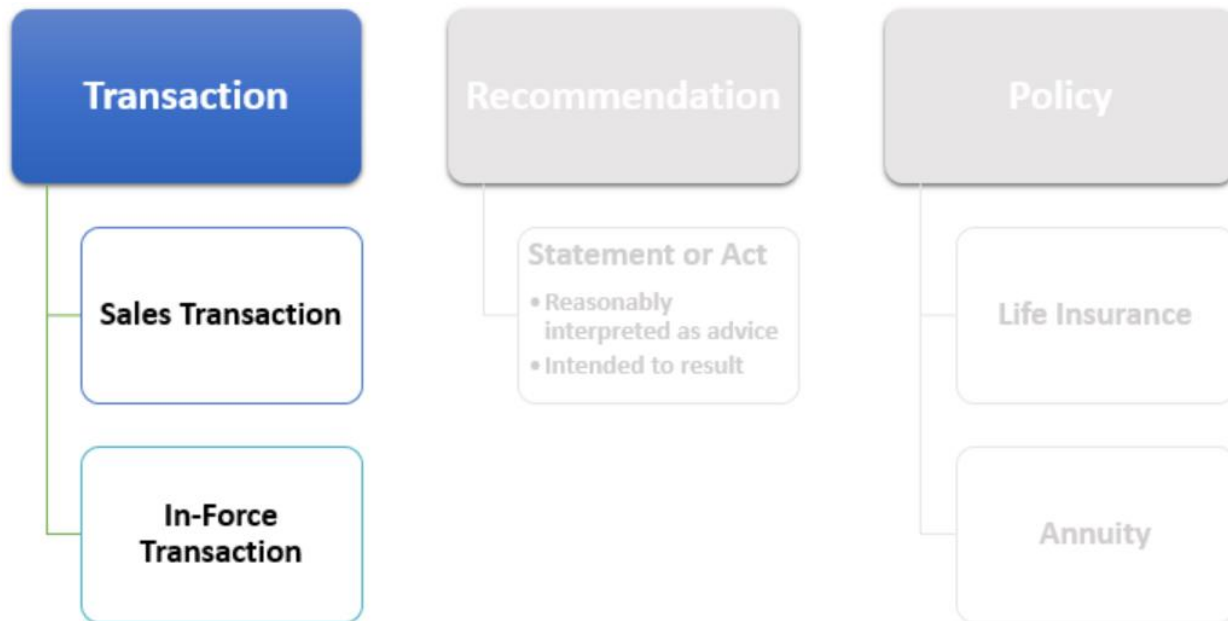 Transaction
Sales Transaction
In-Force
Transaction
Recommendation
Statement or Act
• Reasonably
interpreted as advice
• Intended to result
Policy
Life Insurance
Annuity